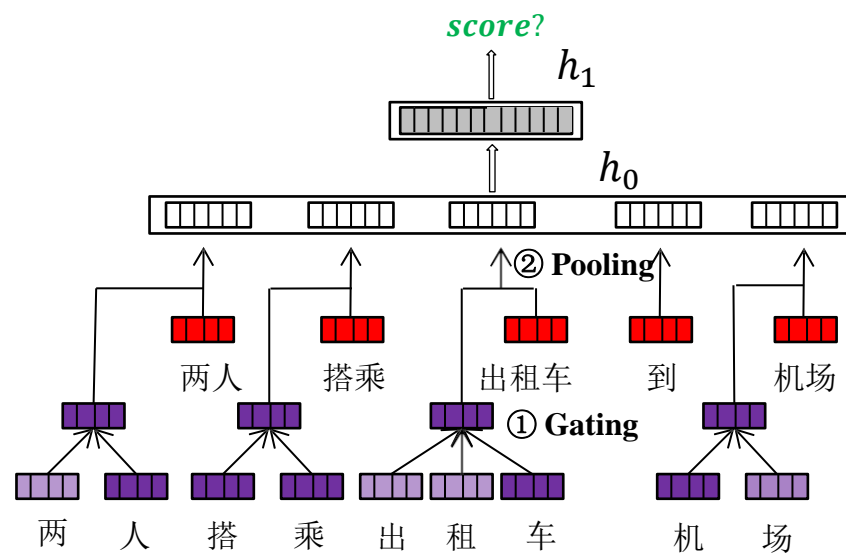 score?
h₁
h₀
② Pooling
两人 搭乘 出租车 到 机场
① Gating
两 人 搭 乘 出 租 车 机 场